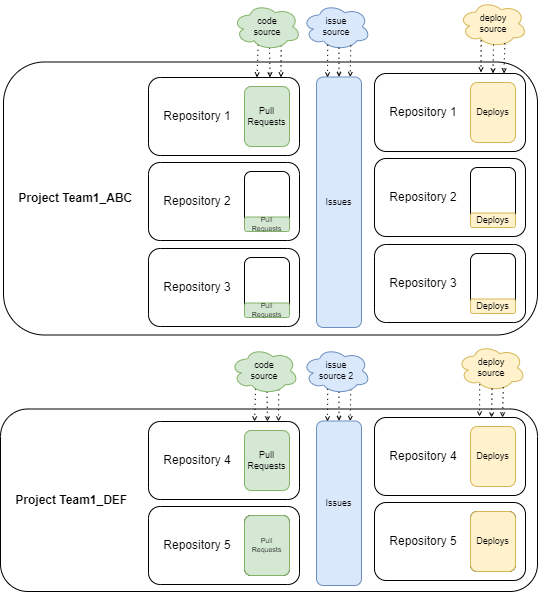 code
source
issue
source
deploy
source
Project Team1_ABC
Repository 1
Pull
Requests
Repository 2
Pull
Requests
Repository 3
Pull
Requests
Issues
Repository 1
Deploys
Repository 2
Deploys
Repository 3
Deploys
code
source
issue
source 2
deploy
source
Project Team1_DEF
Repository 4
Pull
Requests
Repository 5
Pull
Requests
Issues
Repository 4
Deploys
Repository 5
Deploys